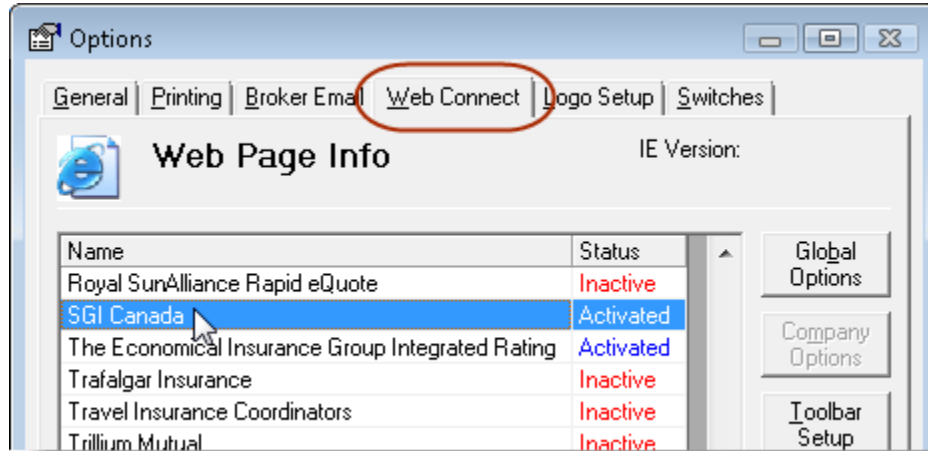 Options
General Printing Broker Email Web Connect Logo Setup Switches
Web Page Info
IE Version:
Name Status
Royal SunAlliance Rapid eQuote Inactive
SGI Canada Activated
The Economical Insurance Group Integrated Rating Activated
Trafalgar Insurance Inactive
Travel Insurance Coordinators Inactive
Trillium Mutual Inactive
Global
Options
Company
Options
Toolbar
Setup